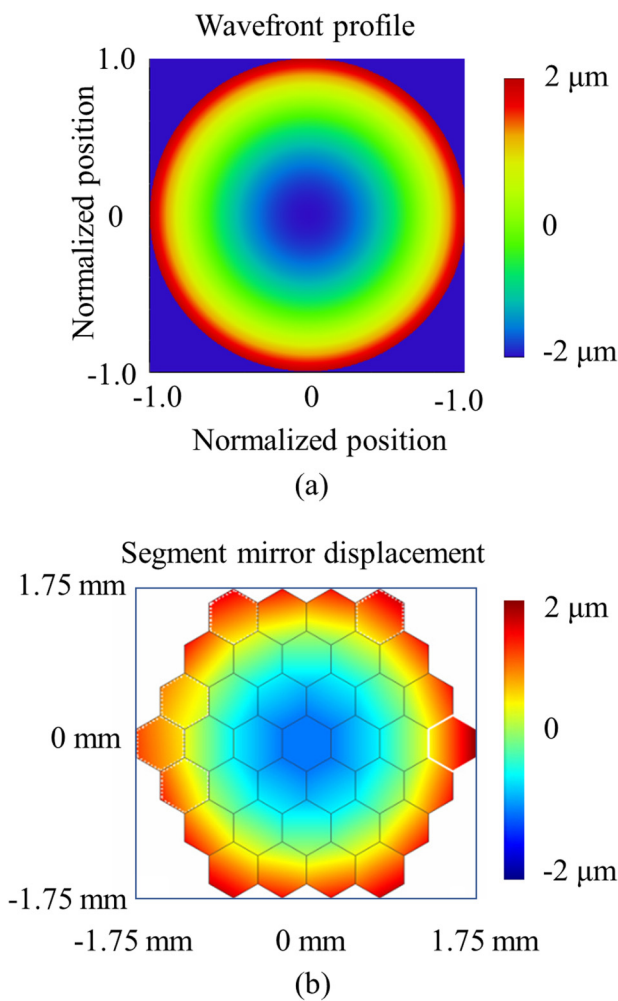 Wavefront profile
1.0
2 μm
Normalized position
0
0
-2 μm
-1.0
-1.0
0
-1.0
Normalized position
(a)
Segment mirror displacement
1.75 mm
2 μm
0 mm
0
-2 μm
-1.75 mm
-1.75 mm
0 mm
1.75 mm
(b)